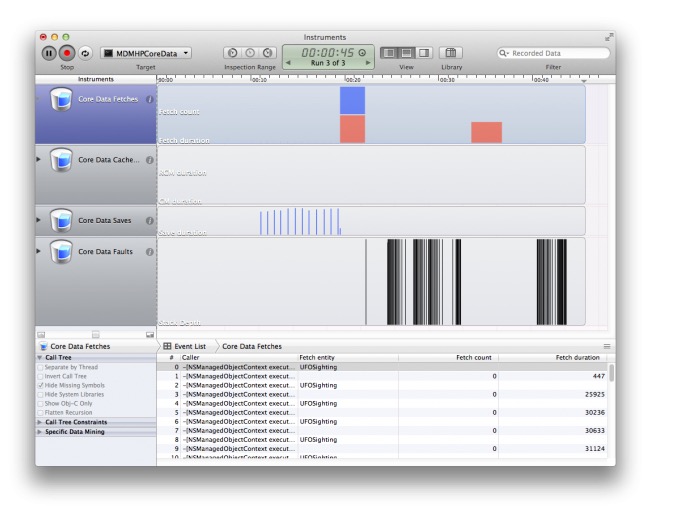 Instruments
MDMHPCoreData
00:00:45
Run 3 of 3
Recorded Data
Stop
Target
Inspection Range
View
Library
Filter
Instruments
00:00
00:10
00:20
00:30
00:40
Core Data Fetches
Fetch count
Fetch duration
Core Data Cache...
RCM duration
CM duration
Core Data Saves
Save duration
Core Data Faults
Stack Depth
Core Data Fetches
Event List
Core Data Fetches
Call Tree
Separate by Thread
Invert Call Tree
Hide Missing Symbols
Hide System Libraries
Show Obj-C Only
Flatten Recursion
Call Tree Constraints
Specific Data Mining
# Caller Fetch entity Fetch count Fetch duration
0 -[NSManagedObjectContext execut... UFOSighting
1 -[NSManagedObjectContext execut... 0 447
2 -[NSManagedObjectContext execut... UFOSighting
3 -[NSManagedObjectContext execut... 0 25925
4 -[NSManagedObjectContext execut... UFOSighting
5 -[NSManagedObjectContext execut... 0 30236
6 -[NSManagedObjectContext execut... UFOSighting
7 -[NSManagedObjectContext execut... 0 30633
8 -[NSManagedObjectContext execut... UFOSighting
9 -[NSManagedObjectContext execut... 0 31124
10 -[NSManagedObjectContext execut... UFOSighting